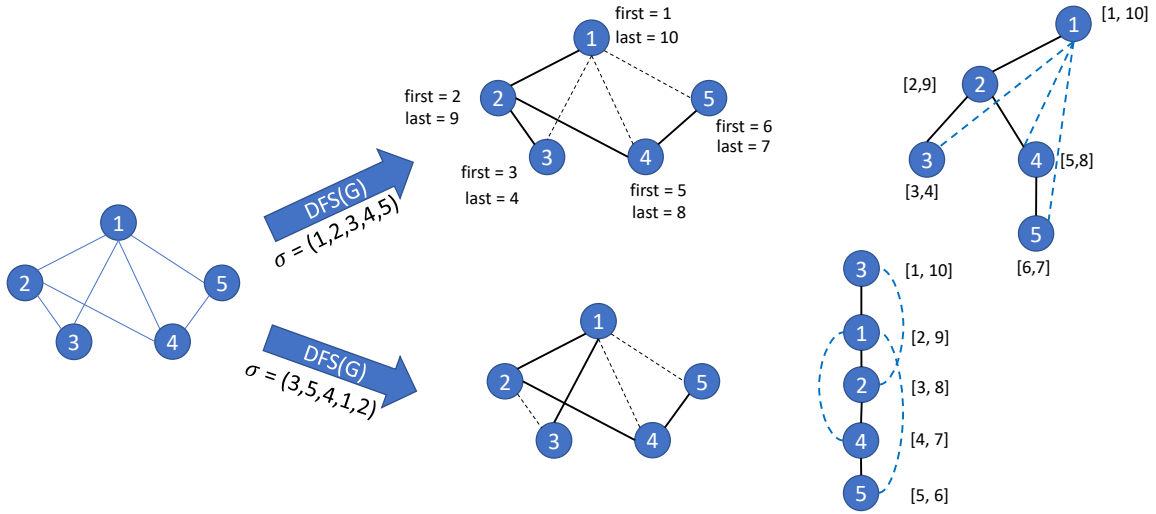 1
2
3
4
5
DFS(G)
σ = (1,2,3,4,5)
DFS(G)
σ = (3,5,4,1,2)
first = 1
last = 10
1
first = 2
last = 9
2
5
first = 6
last = 7
3
4
first = 3
last = 4
first = 5
last = 8
1
[1, 10]
[2,9]
2
3
4
[5,8]
[3,4]
5
[6,7]
1
2
5
3
4
3
[1, 10]
1
[2, 9]
2
[3, 8]
4
[4, 7]
5
[5, 6]